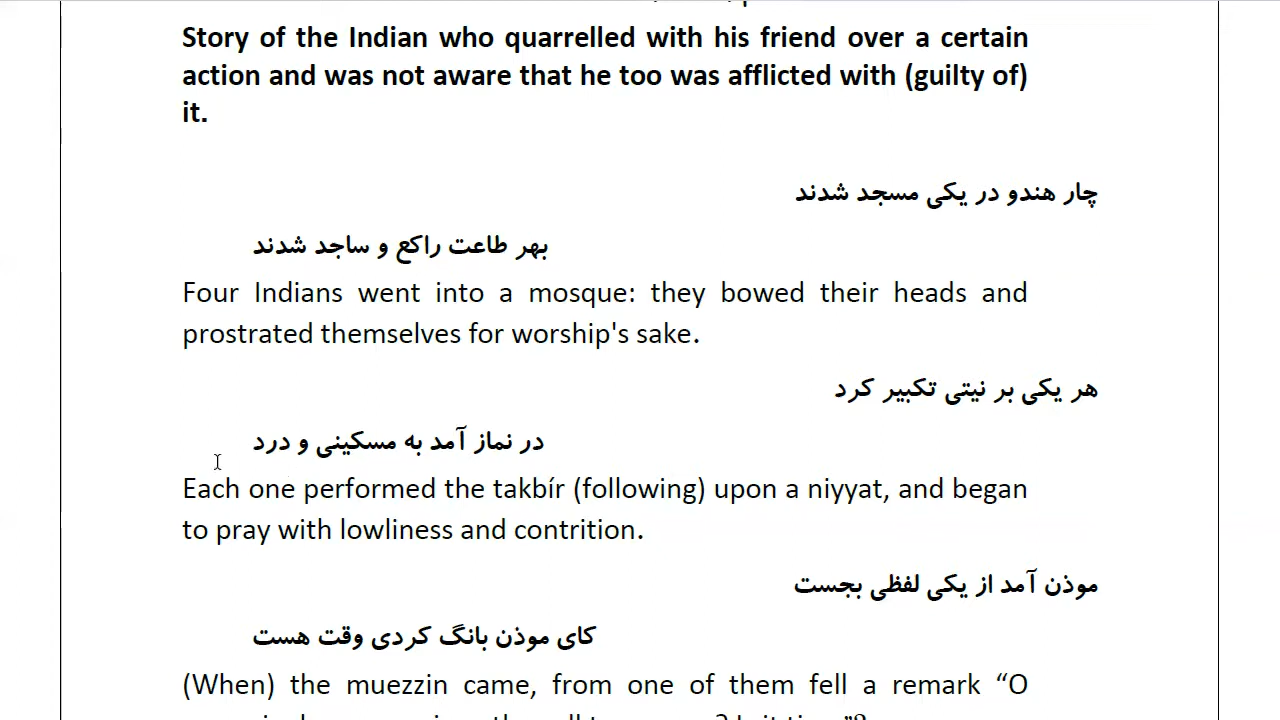 Story of the Indian who quarrelled with his friend over a certain
action and was not aware that he too was afflicted with (guilty of)
it.
چار هندو در یکی مسجد شدند
بهر طاعت راکع و ساجد شدند
Four Indians went into a mosque: they bowed their heads and
prostrated themselves for worship's sake.
هر یکی بر نیتی تکبیر کرد
در نماز آمد به مسکینی و درد
Each one performed the takbír (following) upon a niyyat, and began
to pray with lowliness and contrition.
موذن آمد از یکی لفظی بجست
کای موذن بانگ کردی وقت هست
(When) the muezzin came, from one of them fell a remark “O